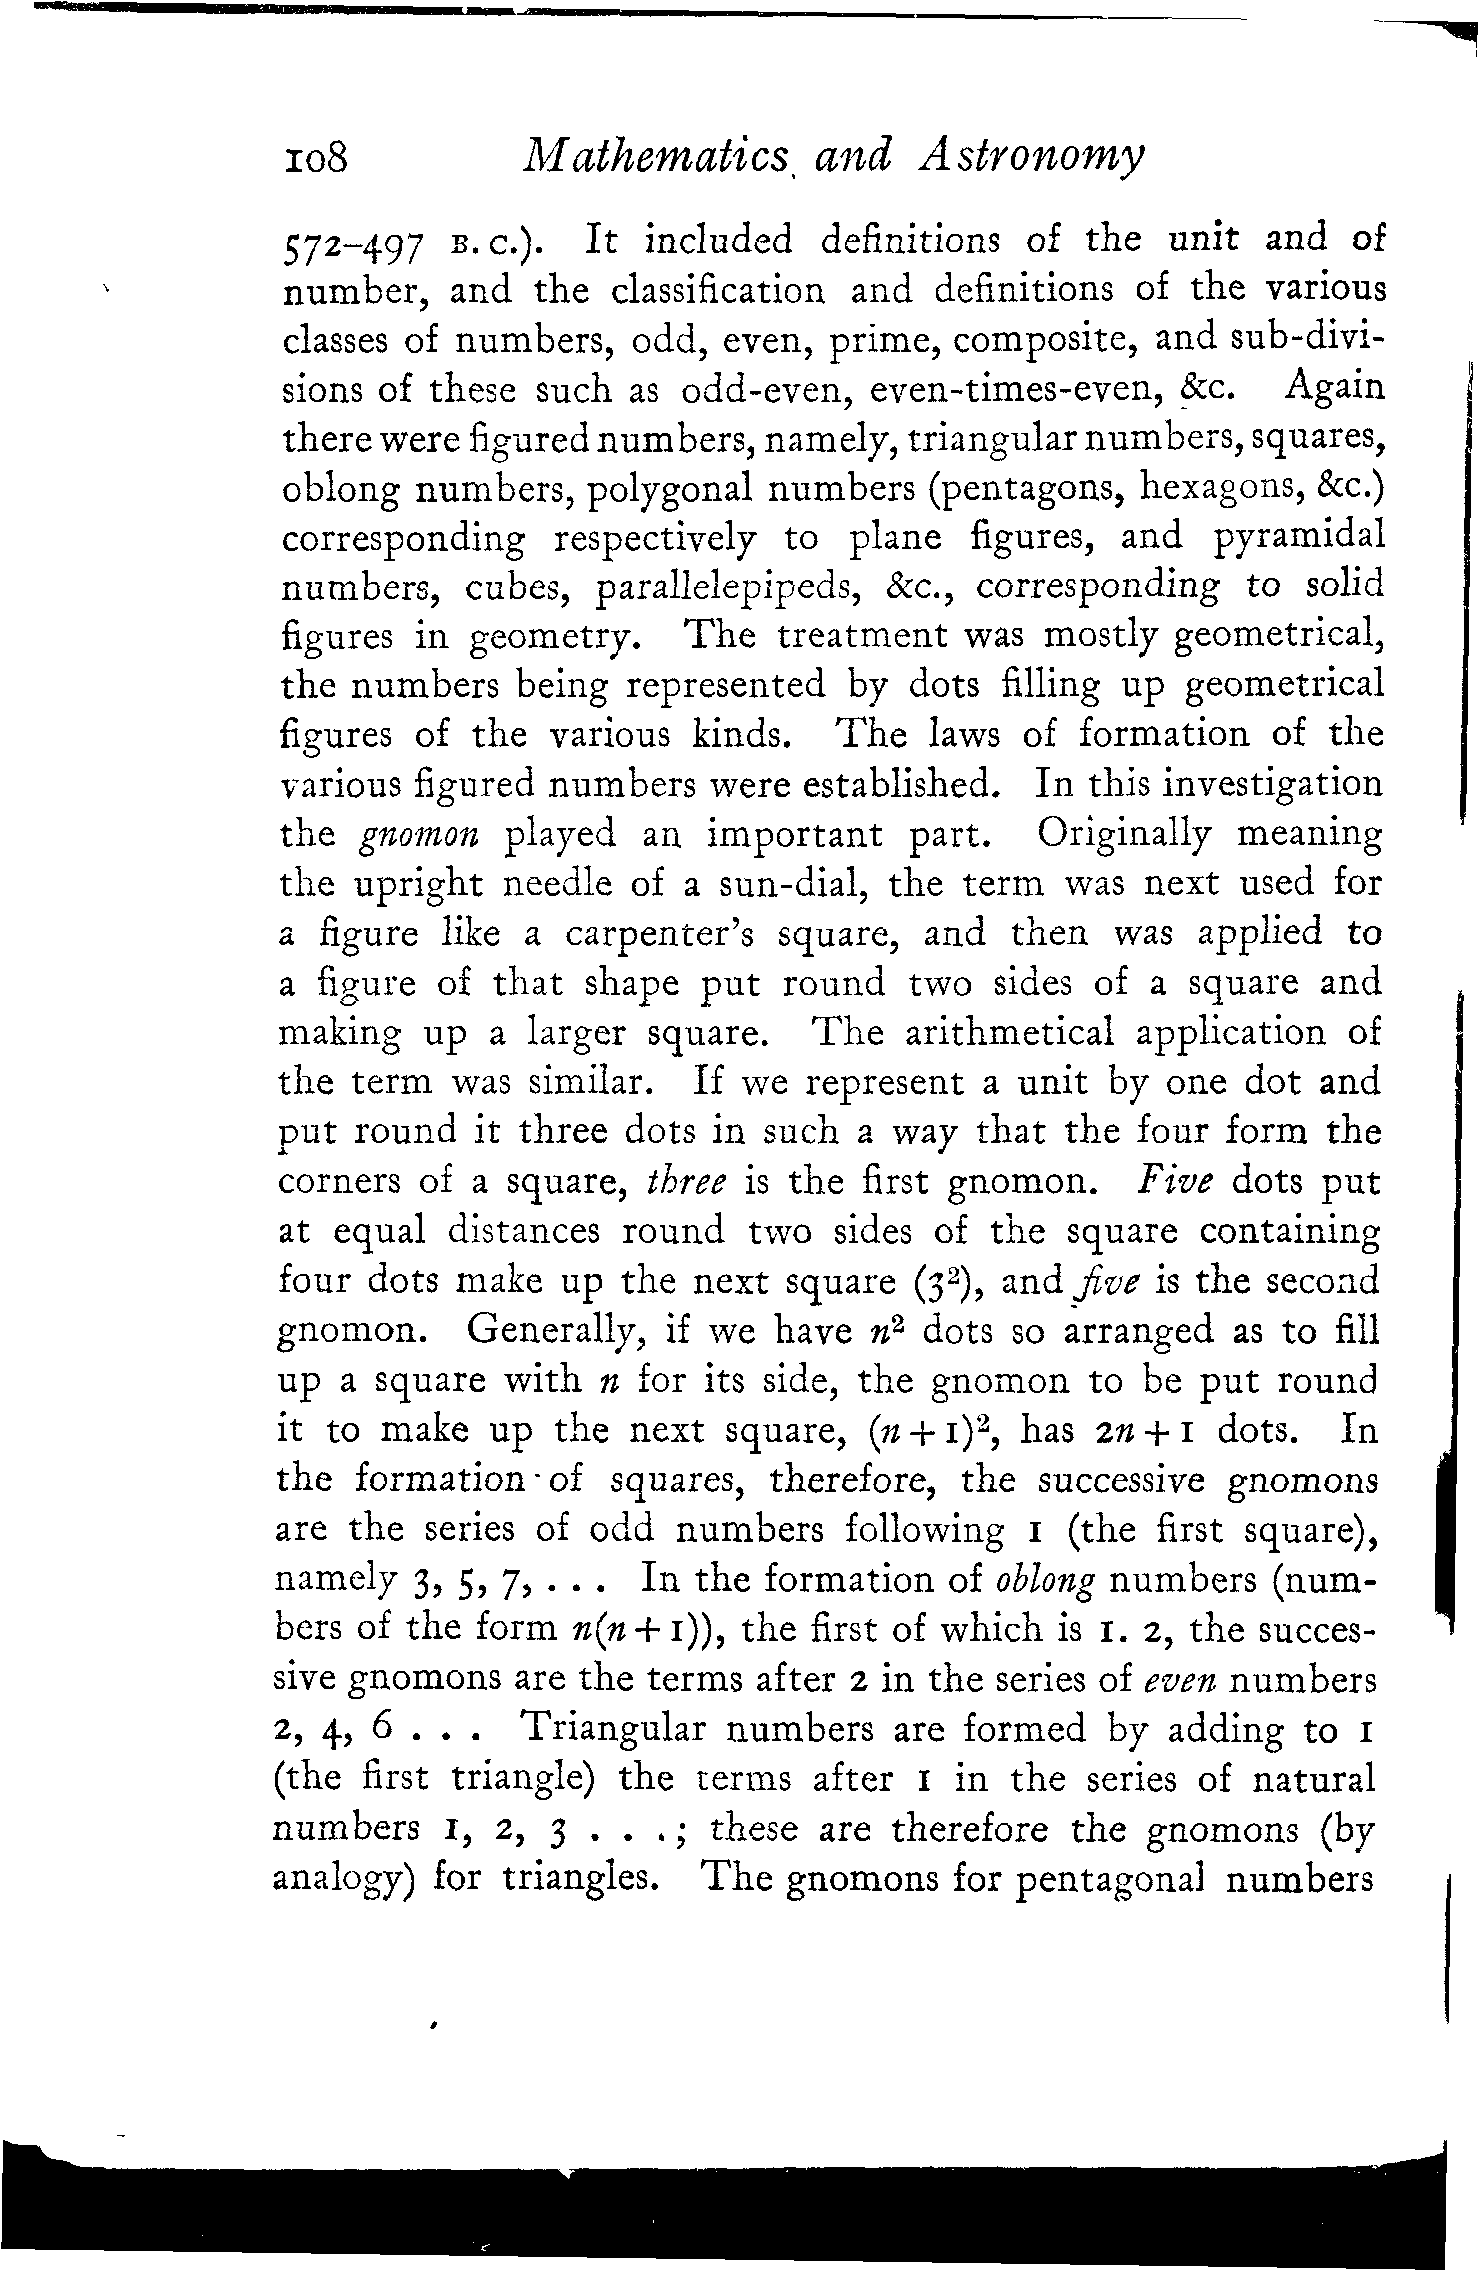 108 Mathematics and Astronomy
572–497 B.C.). It included definitions of the unit and of
number, and the classification and definitions of the various
classes of numbers, odd, even, prime, composite, and sub-divi-
sions of these such as odd-even, even-times-even, &c. Again
there were figured numbers, namely, triangular numbers, squares,
oblong numbers, polygonal numbers (pentagons, hexagons, &c.)
corresponding respectively to plane figures, and pyramidal
numbers, cubes, parallelepipeds, &c., corresponding to solid
figures in geometry. The treatment was mostly geometrical,
the numbers being represented by dots filling up geometrical
figures of the various kinds. The laws of formation of the
various figured numbers were established. In this investigation
the gnomon played an important part. Originally meaning
the upright needle of a sun-dial, the term was next used for
a figure like a carpenter's square, and then was applied to
a figure of that shape put round two sides of a square and
making up a larger square. The arithmetical application of
the term was similar. If we represent a unit by one dot and
put round it three dots in such a way that the four form the
corners of a square, three is the first gnomon. Five dots put
at equal distances round two sides of the square containing
four dots make up the next square (3²), and five is the second
gnomon. Generally, if we have n² dots so arranged as to fill
up a square with n for its side, the gnomon to be put round
it to make up the next square, (n+1)², has 2n+1 dots. In
the formation of squares, therefore, the successive gnomons
are the series of odd numbers following 1 (the first square),
namely 3, 5, 7, . . . In the formation of oblong numbers (num-
bers of the form n(n+1)), the first of which is 1. 2, the succes-
sive gnomons are the terms after 2 in the series of even numbers
2, 4, 6 . . . Triangular numbers are formed by adding to 1
(the first triangle) the terms after 1 in the series of natural
numbers 1, 2, 3 . . .; these are therefore the gnomons (by
analogy) for triangles. The gnomons for pentagonal numbers